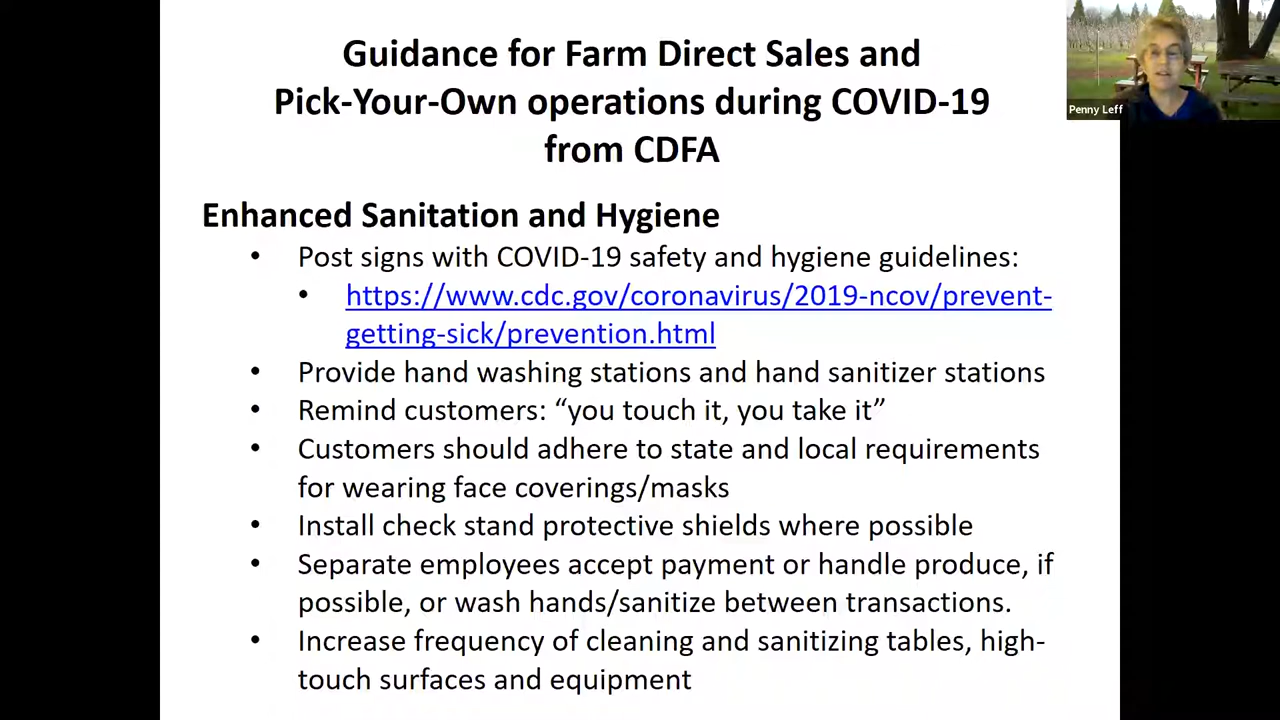 Guidance for Farm Direct Sales and
Pick-Your-Own operations during COVID-19
from CDFA
Penny Leff
Enhanced Sanitation and Hygiene
• Post signs with COVID-19 safety and hygiene guidelines:
• https://www.cdc.gov/coronavirus/2019-ncov/prevent-
getting-sick/prevention.html
• Provide hand washing stations and hand sanitizer stations
• Remind customers: “you touch it, you take it”
• Customers should adhere to state and local requirements
for wearing face coverings/masks
• Install check stand protective shields where possible
• Separate employees accept payment or handle produce, if
possible, or wash hands/sanitize between transactions.
• Increase frequency of cleaning and sanitizing tables, high-
touch surfaces and equipment